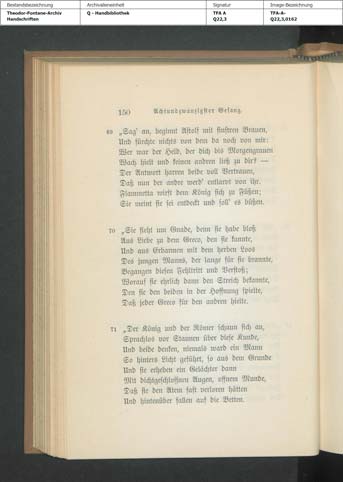 Bestandsbezeichnung Archivalieneinheit Signatur Image-Bezeichnung
Theodor-Fontane-Archiv Q - Handbibliothek TFA A TFA-A-
Handschriften Q22,3 Q22,3,0162
150 Achtundzwanzigster Gesang.
69 „Sag' an, beginnt Astolf mit finstren Brauen,
Und fürchte nichts von dem da noch von mir:
Wer war der Held, der dich bis Morgengrauen
Wach hielt und keinen andren ließ zu dir? —
Der Antwort harren beide voll Vertrauen,
Daß nun der andre werd' entlarvt von ihr.
Fiammetta wirft dem König sich zu Füßen;
Sie meint sie sei entdeckt und soll' es büßen.
70 „Sie fleht um Gnade, denn sie habe bloß
Aus Liebe zu dem Greco, den sie kannte,
Und aus Erbarmen mit dem herben Loos
Des jungen Manns, der lange für sie brannte,
Begangen diesen Fehltritt und Verstoß;
Worauf sie ehrlich dann den Streich bekannte,
Den sie den beiden in der Hoffnung spielte,
Daß jeder Greco für den andren hielte.
71 „Der König und der Römer schaun sich an,
Sprachlos vor Staunen über diese Kunde,
Und beide denken, niemals ward ein Mann
So hinters Licht geführt, so aus dem Grunde
Und sie erheben ein Gelächter dann
Mit dichtgeschlossnen Augen, offnem Munde,
Daß sie den Atem fast verloren hätten
Und hintenüber fallen auf die Betten.